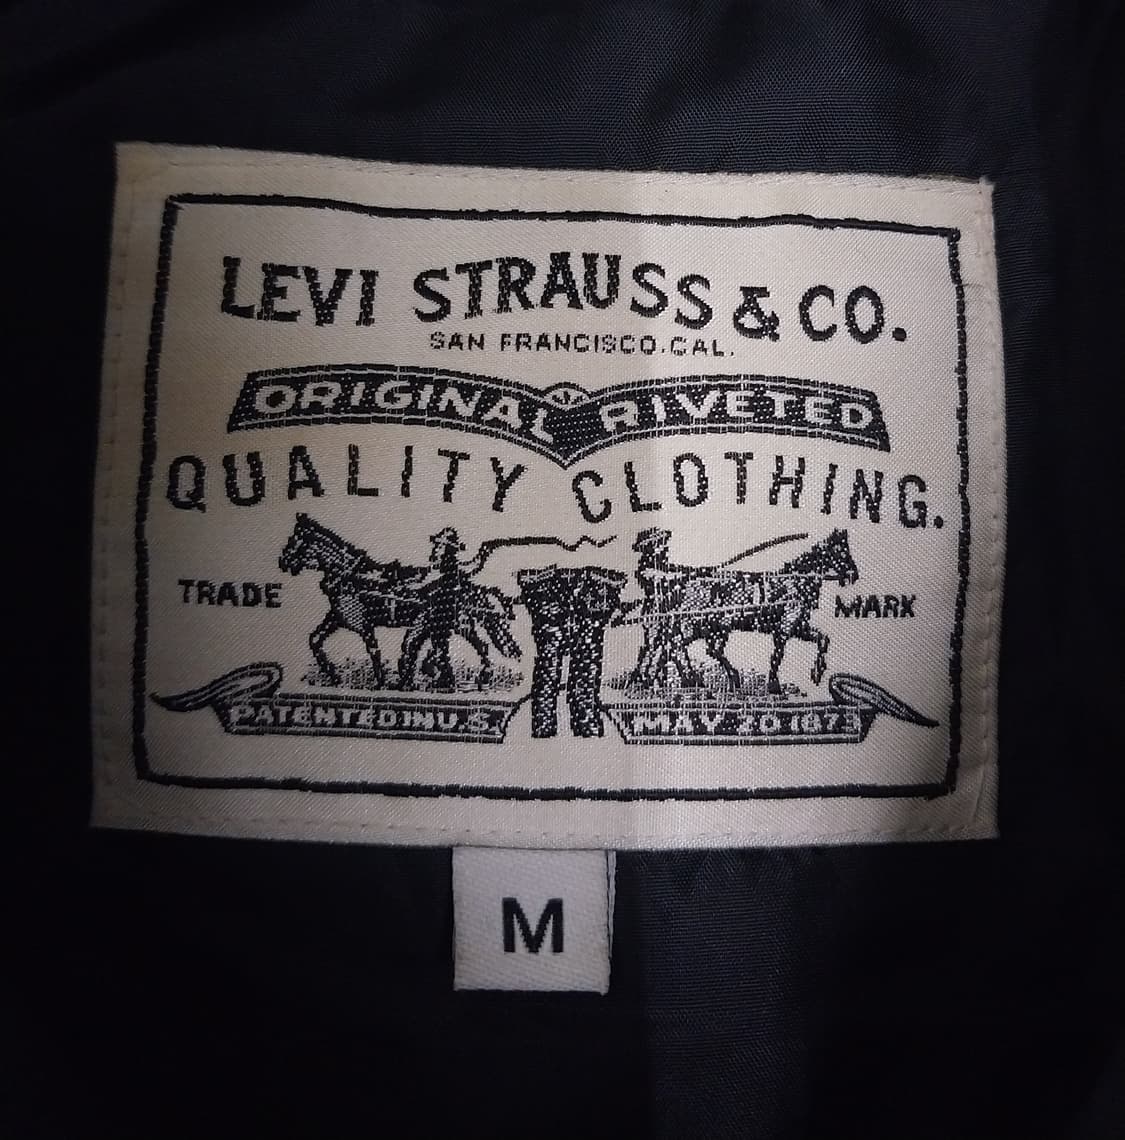 LEVI STRAUSS & CO.
SAN FRANCISCO.CAL.
ORIGINAL RIVETED
QUALITY CLOTHING.
TRADE MARK
PATENTED IN U.S. MAY 20 1873
M